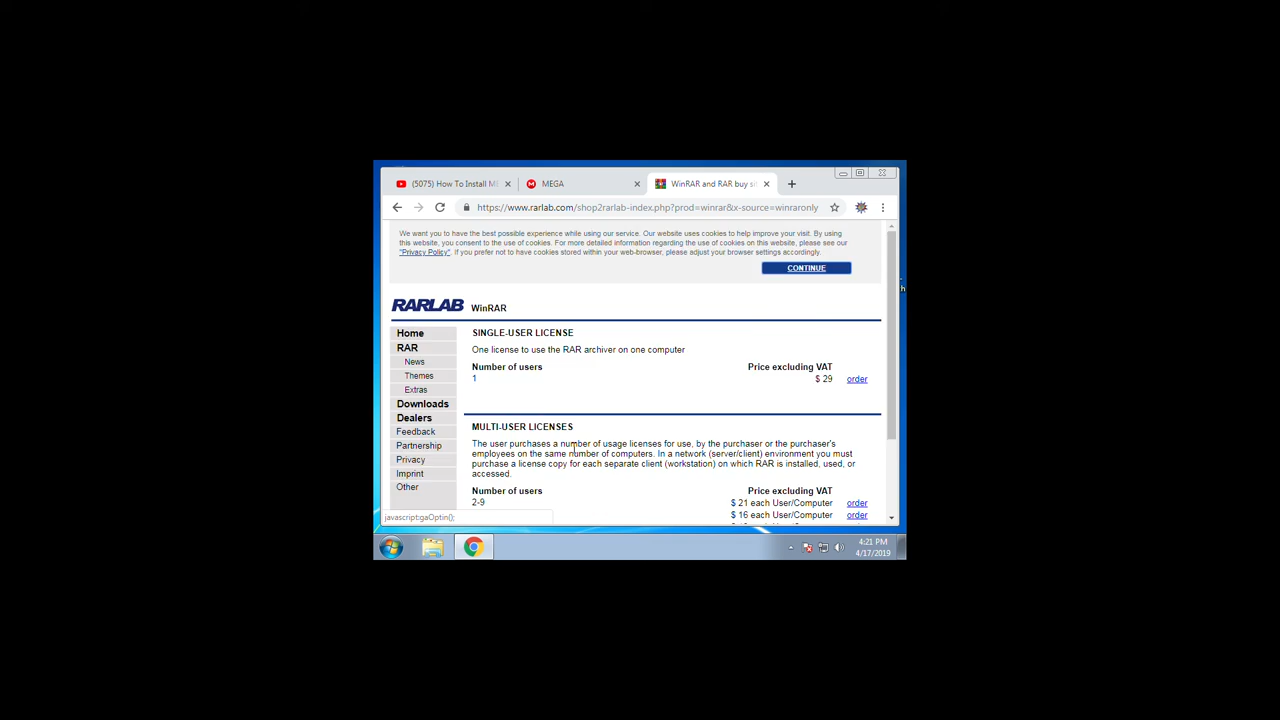 (5075) How To Install M
MEGA
WinRAR and RAR buy si
https://www.rarlab.com/shop2rarlab-index.php?prod=winrar&x-source=winraronly
We want you to have the best possible experience while using our service. Our website uses cookies to help improve your visit. By using
this website, you consent to the use of cookies. For more detailed information regarding the use of cookies on this website, please see our
"Privacy Policy". If you prefer not to have cookies stored within your web-browser, please adjust your browser settings accordingly.
CONTINUE
RARLAB WinRAR
Home
RAR
News
Themes
Extras
Downloads
Dealers
Feedback
Partnership
Privacy
Imprint
Other
SINGLE-USER LICENSE
One license to use the RAR archiver on one computer
Number of users Price excluding VAT
1 $ 29 order
MULTI-USER LICENSES
The user purchases a number of usage licenses for use, by the purchaser or the purchaser's
employees on the same number of computers. In a network (server/client) environment you must
purchase a license copy for each separate client (workstation) on which RAR is installed, used, or
accessed.
Number of users Price excluding VAT
2-9 $ 21 each User/Computer order
$ 16 each User/Computer order
javascript:gaOptin();
4:21 PM
4/17/2019